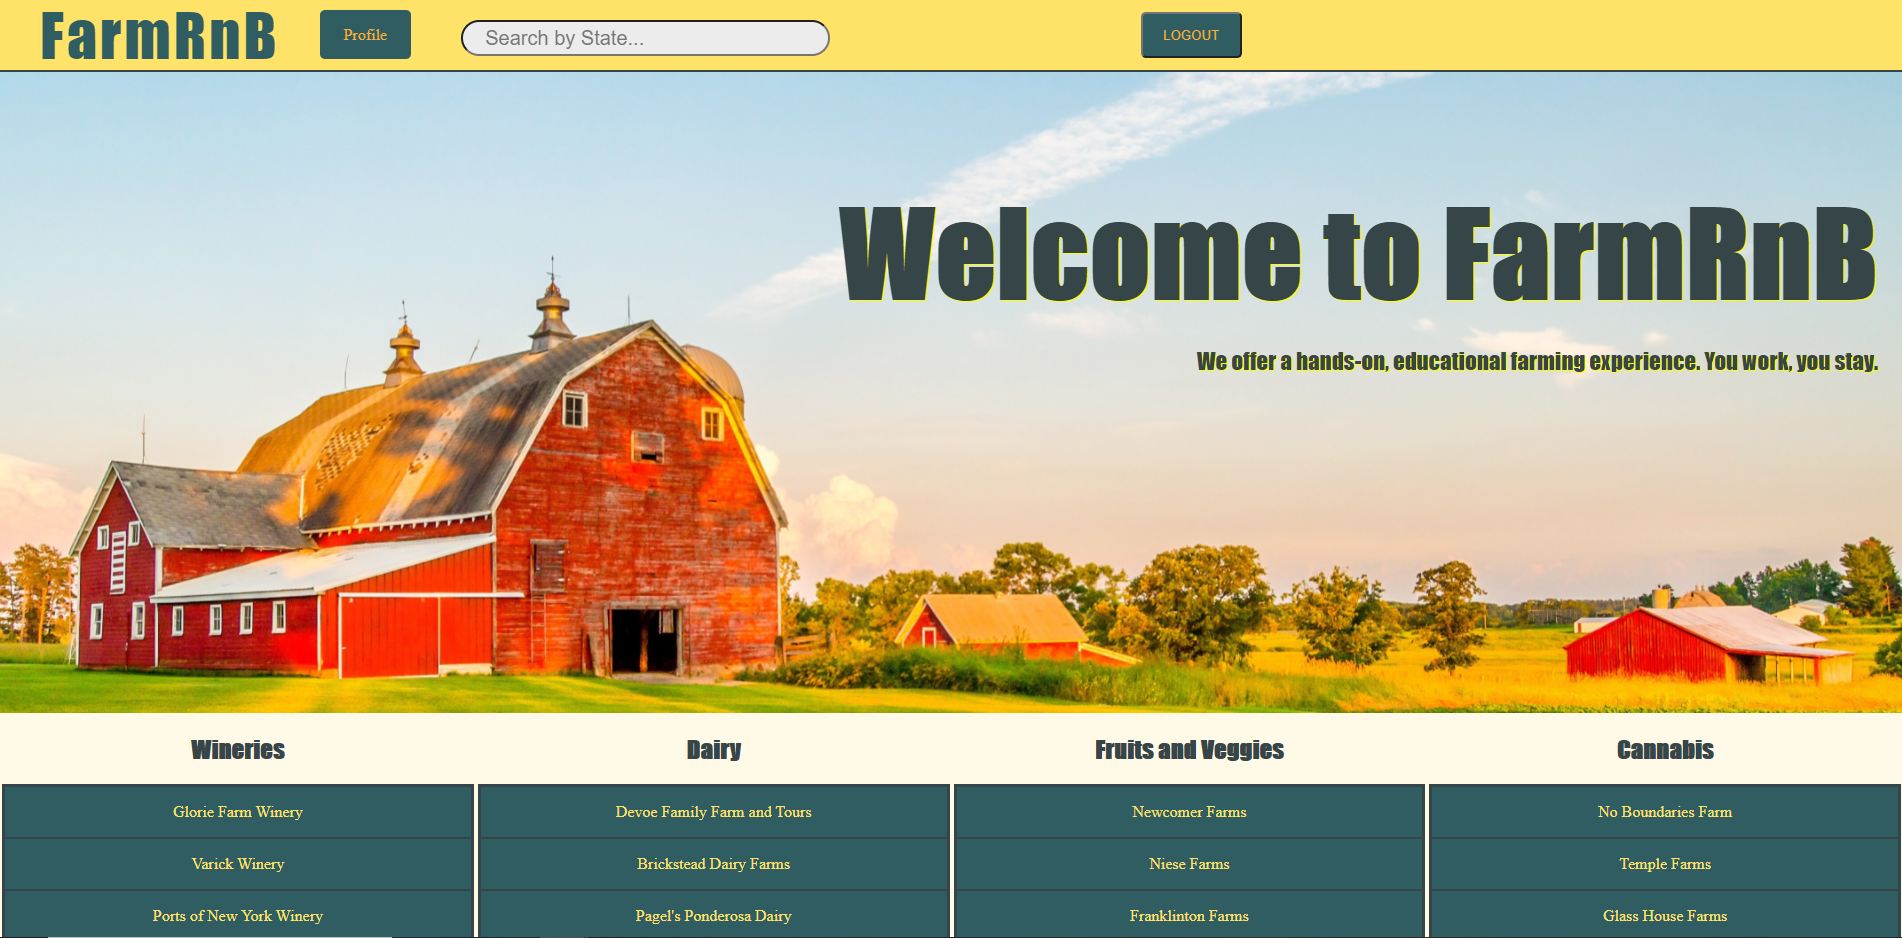 FarmRnB
Profile
Search by State...
LOGOUT
Welcome to FarmRnB
We offer a hands-on, educational farming experience. You work, you stay.
Wineries
Dairy
Fruits and Veggies
Cannabis
Glorie Farm Winery
Devoe Family Farm and Tours
Newcomer Farms
No Boundaries Farm
Varick Winery
Brickstead Dairy Farms
Niese Farms
Temple Farms
Ports of New York Winery
Pagel's Ponderosa Dairy
Franklinton Farms
Glass House Farms